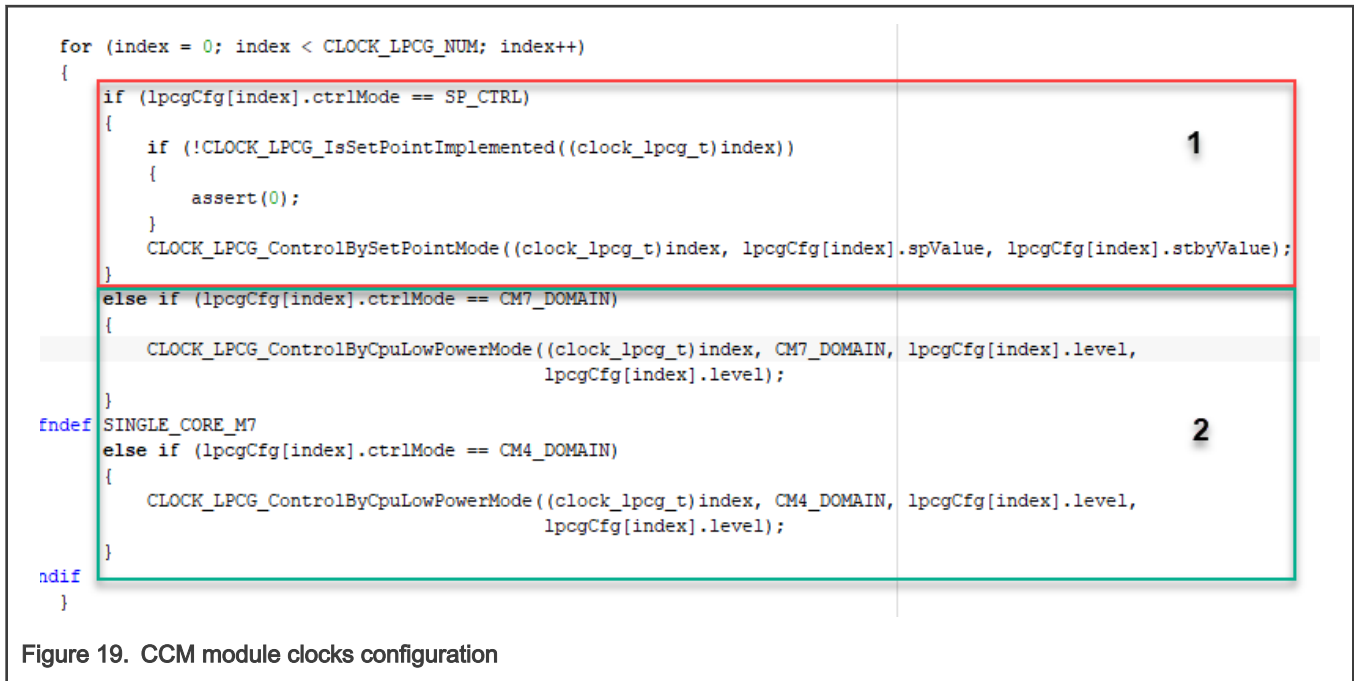 for (index = 0; index < CLOCK_LPCG_NUM; index++)
{
if (lpcgCfg[index].ctrlMode == SP_CTRL)
{
if (!CLOCK_LPCG_IsSetPointImplemented((clock_lpcg_t)index))
{
assert(0);
}
CLOCK_LPCG_ControlBySetPointMode((clock_lpcg_t)index, lpcgCfg[index].spValue, lpcgCfg[index].stbyValue);
}
1
else if (lpcgCfg[index].ctrlMode == CM7_DOMAIN)
{
CLOCK_LPCG_ControlByCpuLowPowerMode((clock_lpcg_t)index, CM7_DOMAIN, lpcgCfg[index].level,
lpcgCfg[index].level);
}
fndef SINGLE_CORE_M7
else if (lpcgCfg[index].ctrlMode == CM4_DOMAIN)
{
CLOCK_LPCG_ControlByCpuLowPowerMode((clock_lpcg_t)index, CM4_DOMAIN, lpcgCfg[index].level,
lpcgCfg[index].level);
}
2
ndif
}
Figure 19. CCM module clocks configuration